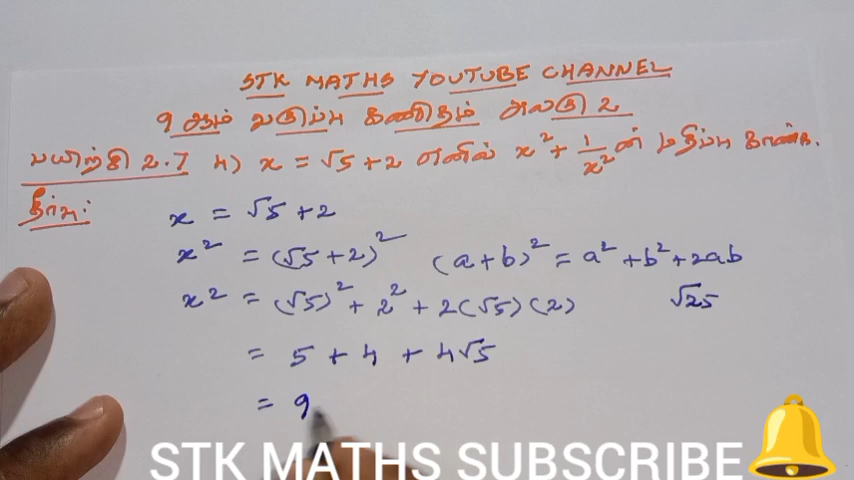 STK MATHS YOUTUBE CHANNEL
9 ஆம் வகுப்பு கணிதம் அலகு 2
பயிற்சி 2.7 4) x = √5 + 2 எனில் x² + 1/x² ன் மதிப்பு காண்க.
தீர்வு:
x = √5 + 2
x² = (√5 + 2)² (a+b)² = a² + b² + 2ab
x² = (√5)² + 2² + 2(√5)(2) √25
= 5 + 4 + 4√5
= 9
STK MATHS SUBSCRIBE